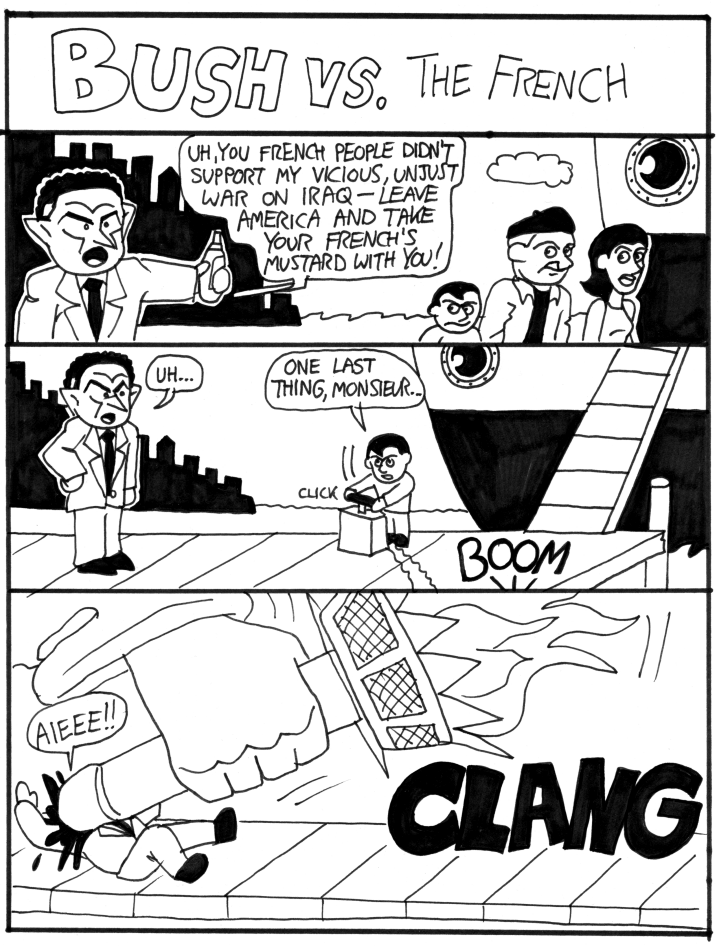 BUSH VS. THE FRENCH
UH, YOU FRENCH PEOPLE DIDN'T
SUPPORT MY VICIOUS, UNJUST
WAR ON IRAQ — LEAVE
AMERICA AND TAKE
YOUR FRENCH'S
MUSTARD WITH YOU!
UH...
ONE LAST
THING, MONSIEUR...
CLICK
BOOM
AIEEE!!
CLANG